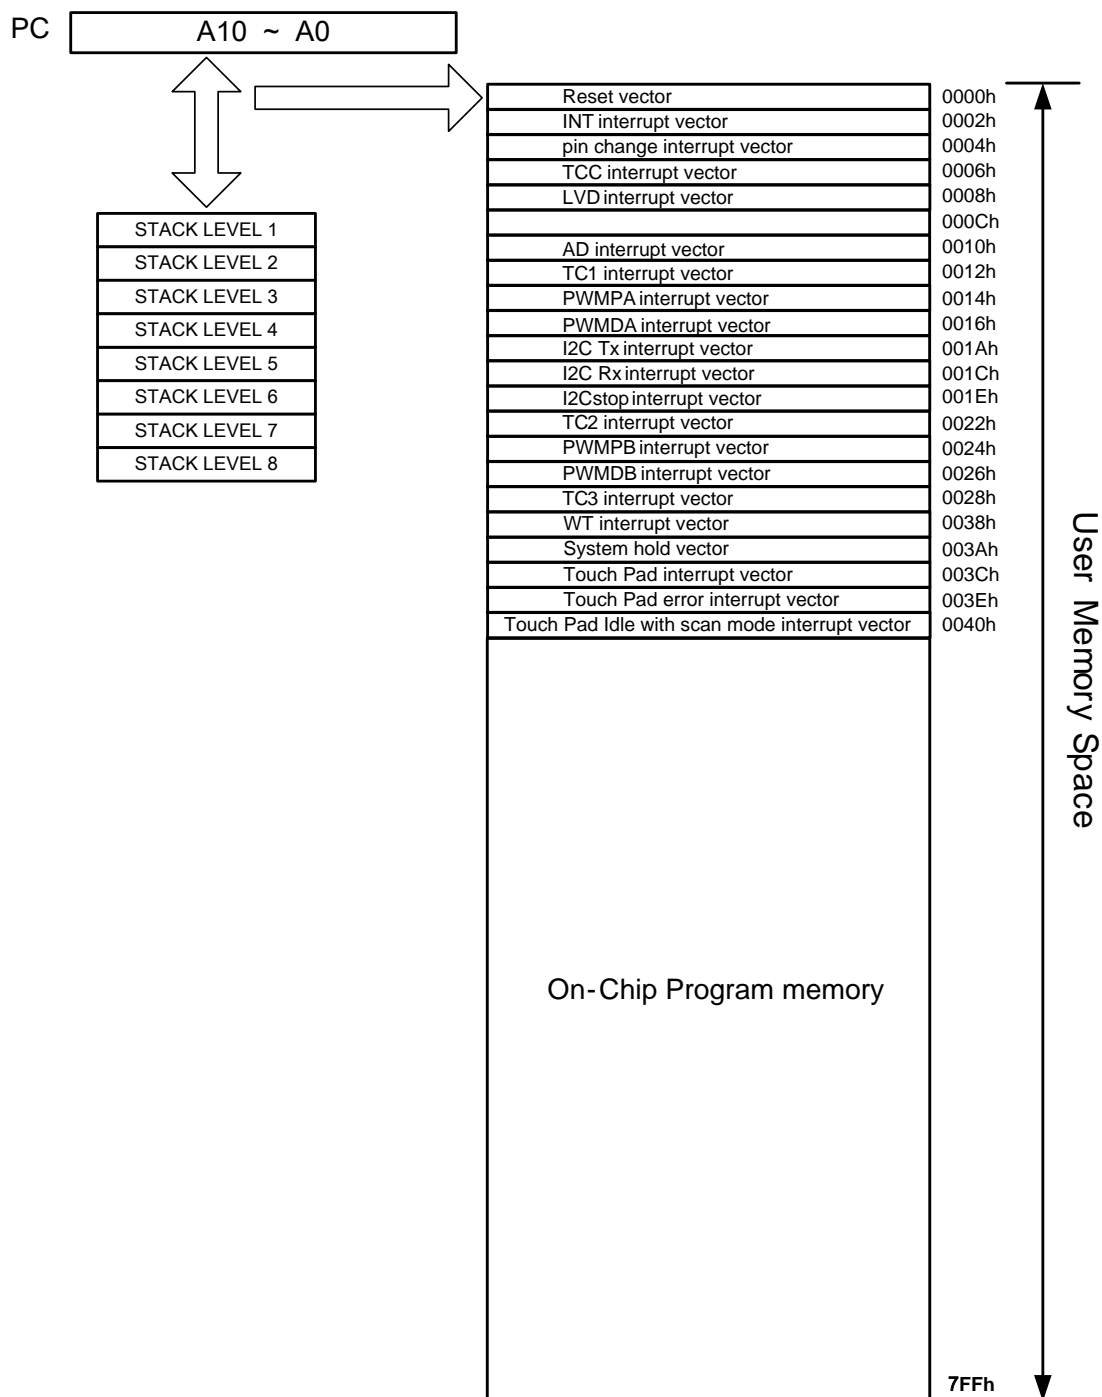 PC
A10 ~ A0
STACK LEVEL 1
STACK LEVEL 2
STACK LEVEL 3
STACK LEVEL 4
STACK LEVEL 5
STACK LEVEL 6
STACK LEVEL 7
STACK LEVEL 8
Reset vector 0000h
INT interrupt vector 0002h
pin change interrupt vector 0004h
TCC interrupt vector 0006h
LVD interrupt vector 0008h
000Ch
AD interrupt vector 0010h
TC1 interrupt vector 0012h
PWMPA interrupt vector 0014h
PWMDA interrupt vector 0016h
I2C Tx interrupt vector 001Ah
I2C Rx interrupt vector 001Ch
I2Cstop interrupt vector 001Eh
TC2 interrupt vector 0022h
PWMPB interrupt vector 0024h
PWMDB interrupt vector 0026h
TC3 interrupt vector 0028h
WT interrupt vector 0038h
System hold vector 003Ah
Touch Pad interrupt vector 003Ch
Touch Pad error interrupt vector 003Eh
Touch Pad Idle with scan mode interrupt vector 0040h
On-Chip Program memory
7FFh
User Memory Space